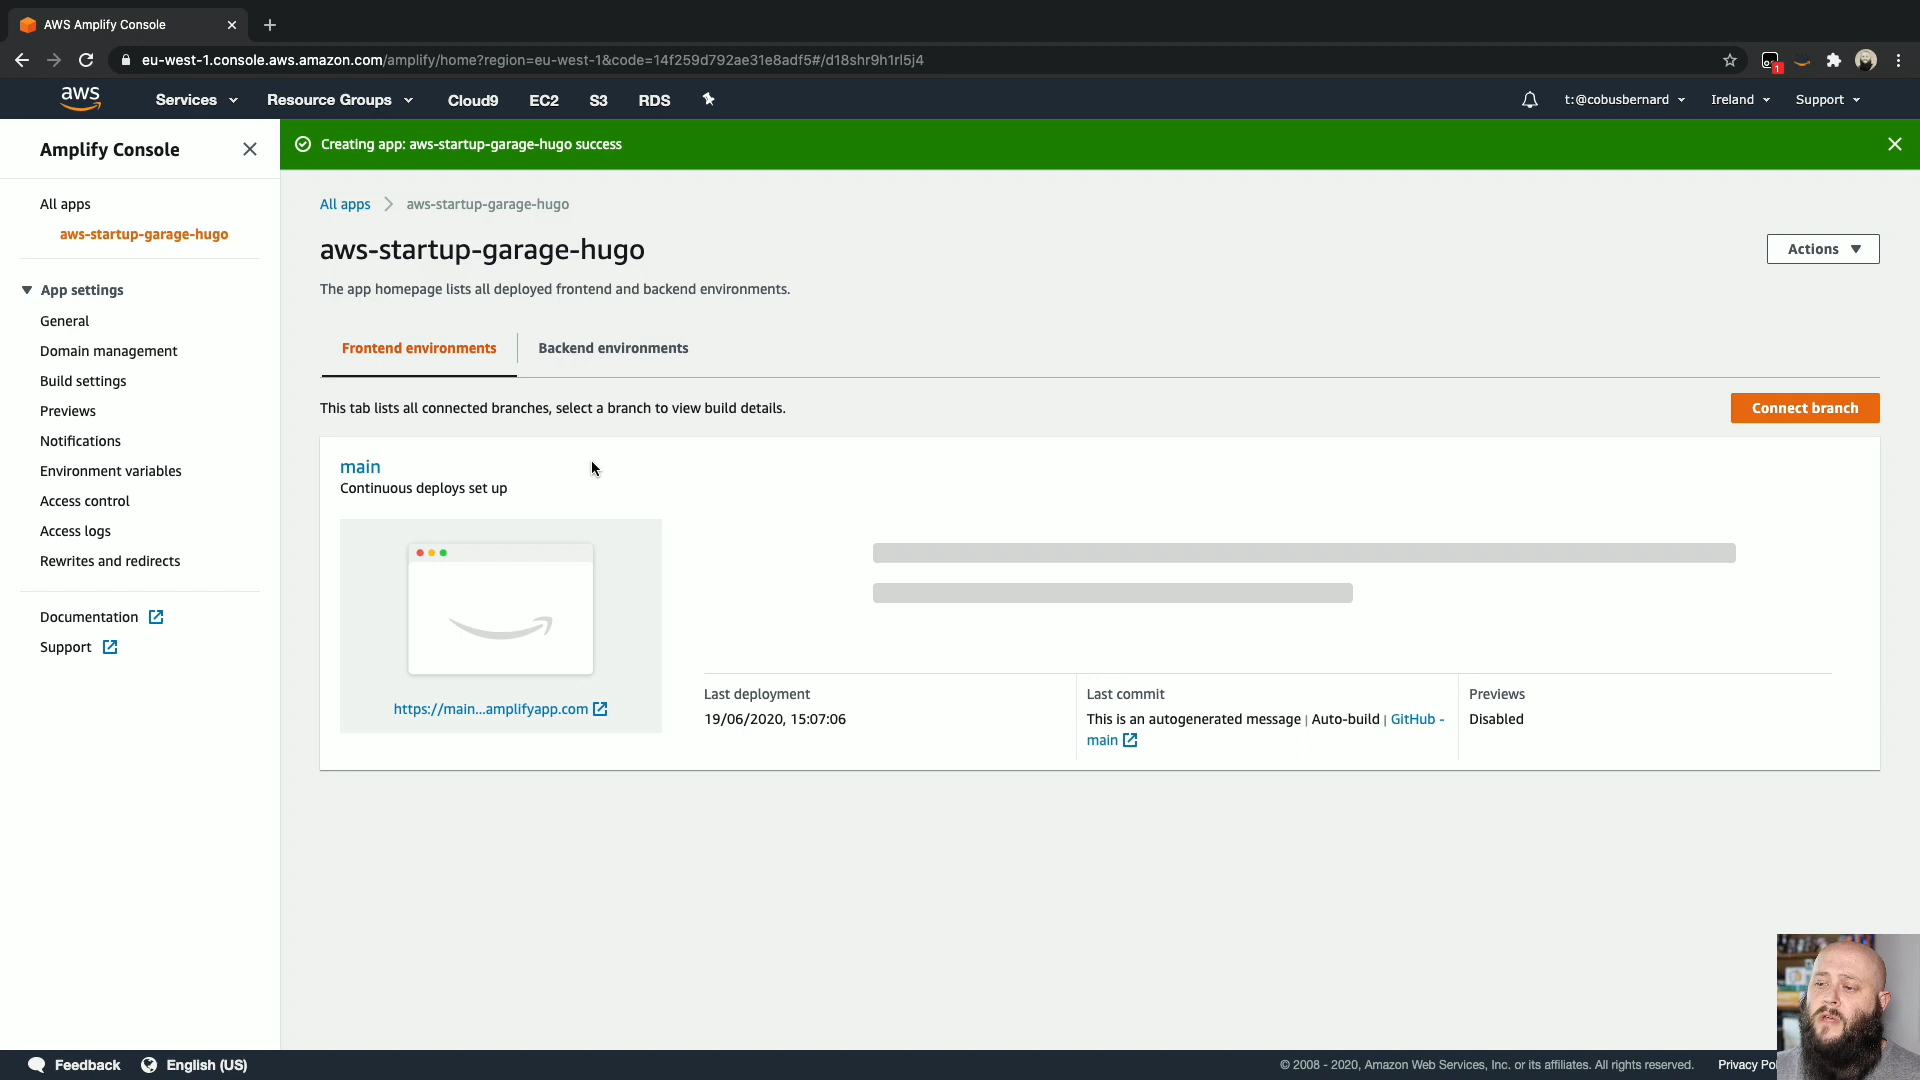 AWS Amplify Console
eu-west-1.console.aws.amazon.com/amplify/home?region=eu-west-1&code=14f259d792ae31e8adf5#/d18shr9h1rl5j4
1
aws
Services
Resource Groups
Cloud9
EC2
S3
RDS
t:@cobusbernard
Ireland
Support
Amplify Console
All apps
aws-startup-garage-hugo
App settings
General
Domain management
Build settings
Previews
Notifications
Environment variables
Access control
Access logs
Rewrites and redirects
Documentation
Support
Creating app: aws-startup-garage-hugo success
All apps
aws-startup-garage-hugo
aws-startup-garage-hugo
Actions
The app homepage lists all deployed frontend and backend environments.
Frontend environments
Backend environments
This tab lists all connected branches, select a branch to view build details.
Connect branch
main
Continuous deploys set up
https://main...amplifyapp.com
Last deployment
19/06/2020, 15:07:06
Last commit
This is an autogenerated message | Auto-build | GitHub -
main
Previews
Disabled
Feedback
English (US)
© 2008 - 2020, Amazon Web Services, Inc. or its affiliates. All rights reserved.
Privacy Pol